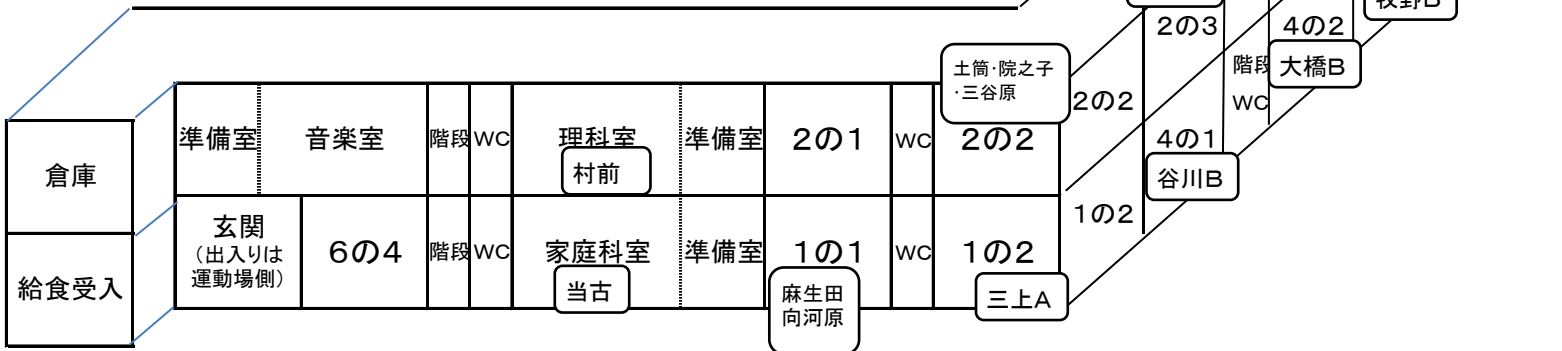 牧野B
2の3
4の2
階段
大橋B
WC
土筒･院之子
･三谷原
2の2
4の1
谷川B
1の2
倉庫
給食受入
準備室
音楽室
階段
WC
理科室
村前
準備室
2の1
WC
2の2
玄関
（出入りは
運動場側）
6の4
階段
WC
家庭科室
当古
準備室
1の1
麻生田
向河原
WC
1の2
三上A